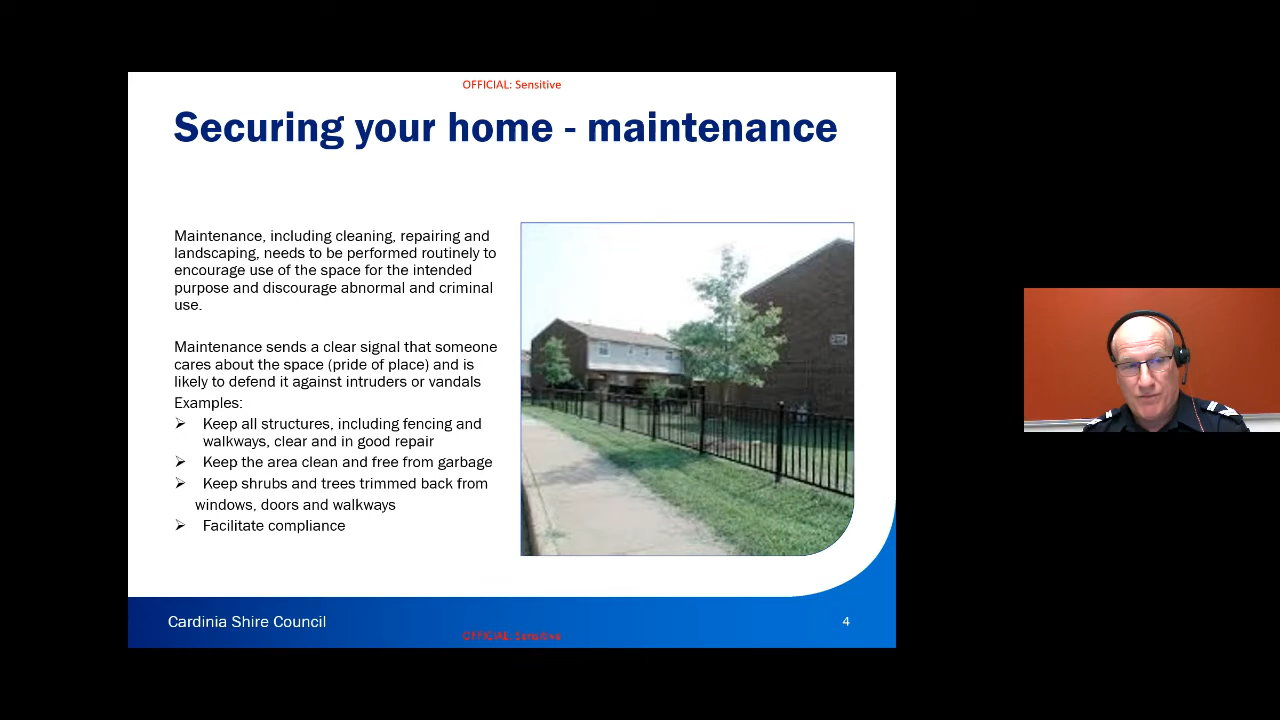 OFFICIAL: Sensitive
Securing your home - maintenance
Maintenance, including cleaning, repairing and
landscaping, needs to be performed routinely to
encourage use of the space for the intended
purpose and discourage abnormal and criminal
use.
Maintenance sends a clear signal that someone
cares about the space (pride of place) and is
likely to defend it against intruders or vandals
Examples:
Keep all structures, including fencing and
walkways, clear and in good repair
Keep the area clean and free from garbage
Keep shrubs and trees trimmed back from
windows, doors and walkways
Facilitate compliance
Cardinia Shire Council
4
OFFICIAL: Sensitive